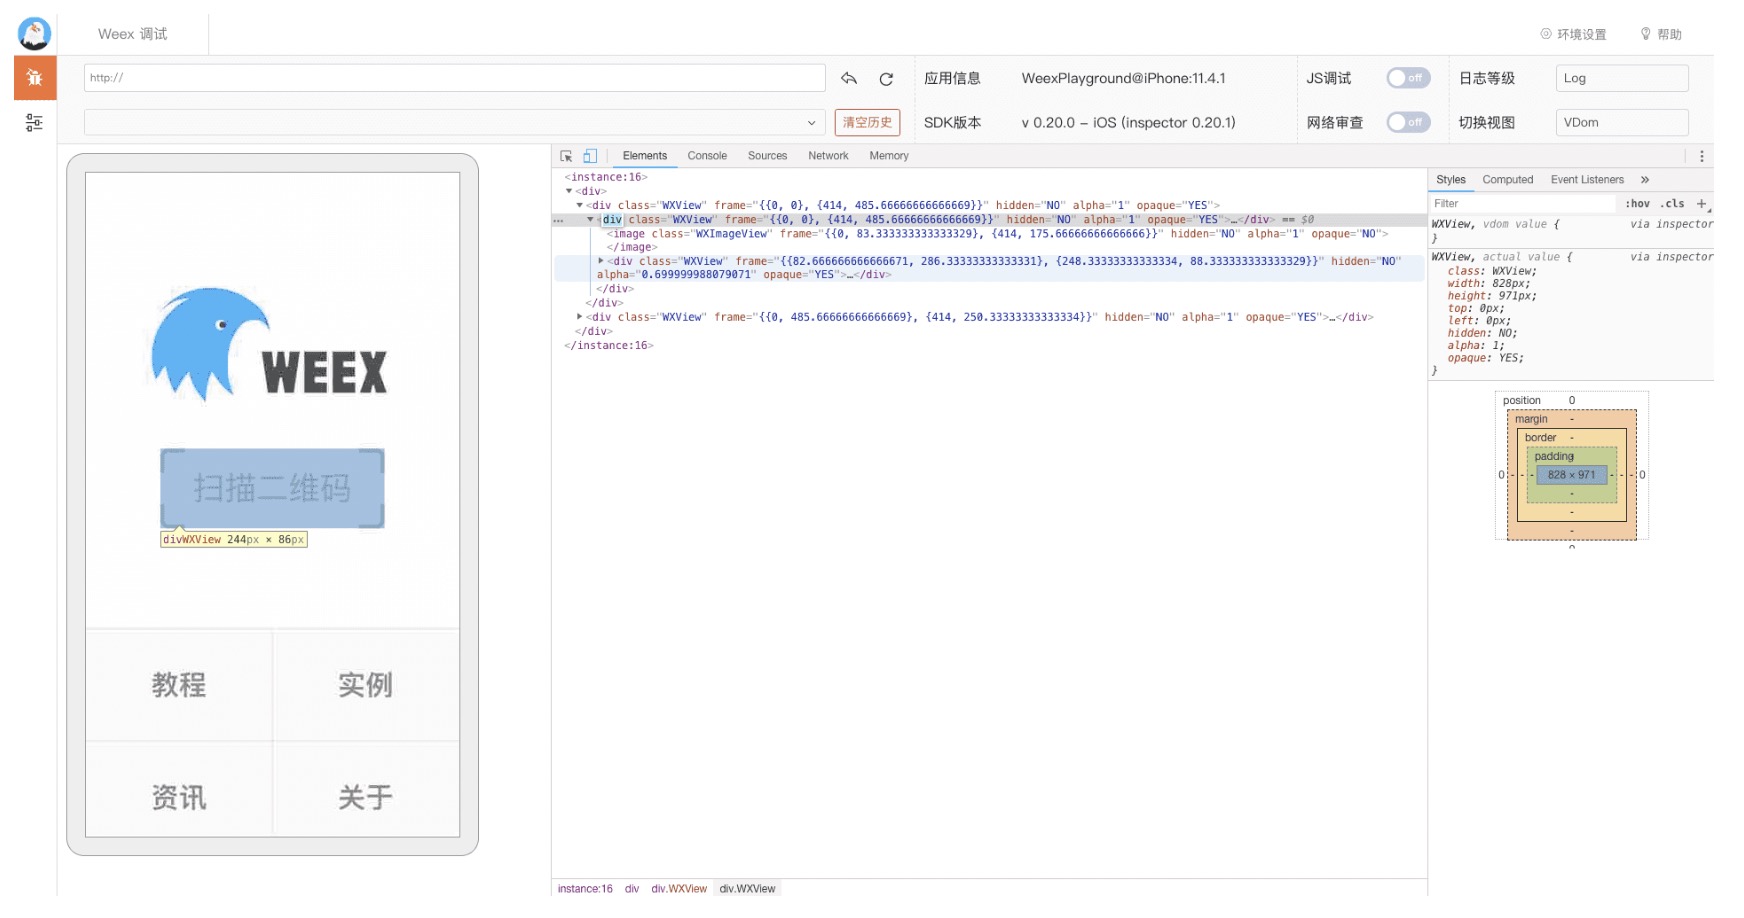 Weex 调试
环境设置
帮助
http://
应用信息
WeexPlayground@iPhone:11.4.1
JS调试
off
日志等级
Log
清空历史
SDK版本
v 0.20.0 – iOS (inspector 0.20.1)
网络审查
off
切换视图
VDom
WEEX
扫描二维码
divWXView 244px × 86px
教程
实例
资讯
关于
Elements
Console
Sources
Network
Memory
<instance:16>
<div>
<div class="WXView" frame="{{0, 0}, {414, 485.66666666666669}}" hidden="NO" alpha="1" opaque="YES">
<div class="WXView" frame="{{0, 0}, {414, 485.66666666666669}}" hidden="NO" alpha="1" opaque="YES">…</div> == $0
<image class="WXImageView" frame="{{0, 83.333333333333329}, {414, 175.66666666666666}}" hidden="NO" alpha="1" opaque="NO">
</image>
<div class="WXView" frame="{{82.666666666666671, 286.33333333333331}, {248.33333333333334, 88.333333333333329}}" hidden="NO"
alpha="0.699999988079071" opaque="YES">…</div>
</div>
</div>
<div class="WXView" frame="{{0, 485.66666666666669}, {414, 250.33333333333334}}" hidden="NO" alpha="1" opaque="YES">…</div>
</div>
</instance:16>
instance:16
div
div.WXView
div.WXView
Styles
Computed
Event Listeners
»
Filter
:hov
.cls
+
WXView, vdom value {
via inspector
}
WXView, actual value {
via inspector
class: WXView;
width: 828px;
height: 971px;
top: 0px;
left: 0px;
hidden: NO;
alpha: 1;
opaque: YES;
}
position 0
margin -
border -
padding
0 - - - 828 × 971 - - - 0
-
-
-